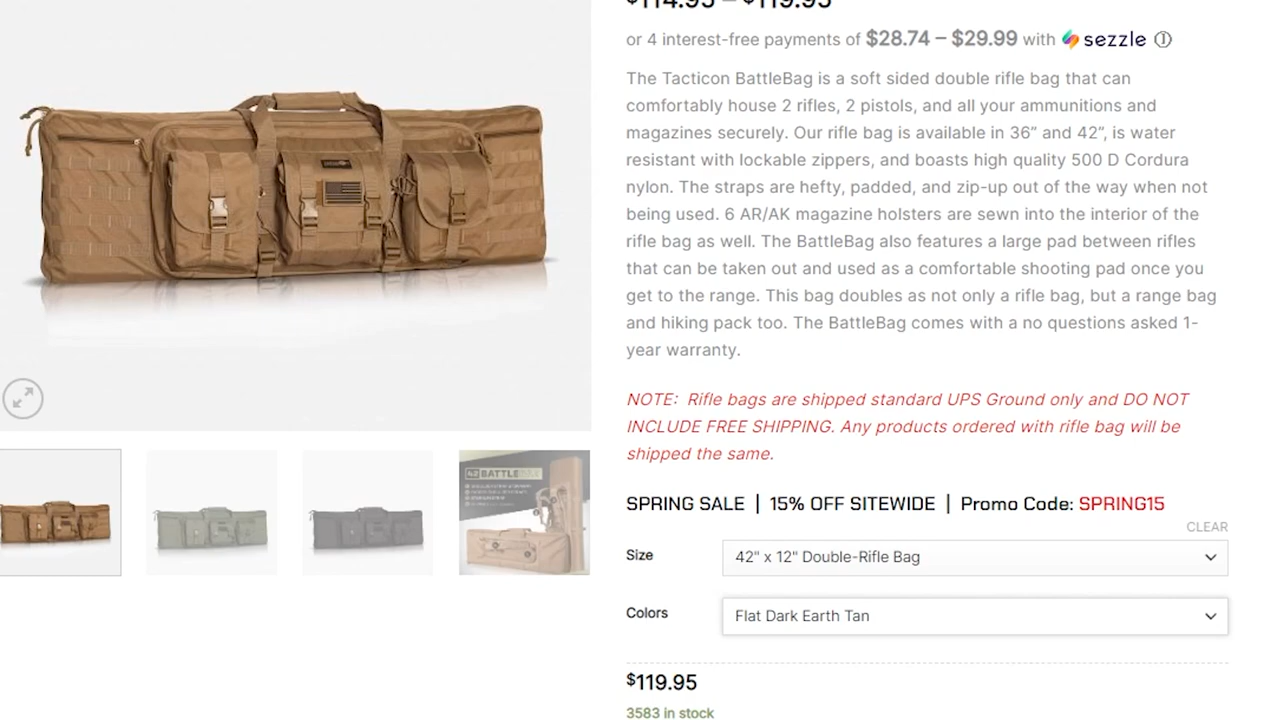 $114.95 – $119.95
or 4 interest-free payments of $28.74 – $29.99 with sezzle
The Tacticon BattleBag is a soft sided double rifle bag that can
comfortably house 2 rifles, 2 pistols, and all your ammunitions and
magazines securely. Our rifle bag is available in 36” and 42”, is water
resistant with lockable zippers, and boasts high quality 500 D Cordura
nylon. The straps are hefty, padded, and zip-up out of the way when not
being used. 6 AR/AK magazine holsters are sewn into the interior of the
rifle bag as well. The BattleBag also features a large pad between rifles
that can be taken out and used as a comfortable shooting pad once you
get to the range. This bag doubles as not only a rifle bag, but a range bag
and hiking pack too. The BattleBag comes with a no questions asked 1-
year warranty.
NOTE: Rifle bags are shipped standard UPS Ground only and DO NOT
INCLUDE FREE SHIPPING. Any products ordered with rifle bag will be
shipped the same.
SPRING SALE | 15% OFF SITEWIDE | Promo Code: SPRING15
CLEAR
Size
42" x 12" Double-Rifle Bag
Colors
Flat Dark Earth Tan
$119.95
3583 in stock
42 BATTLEBAG